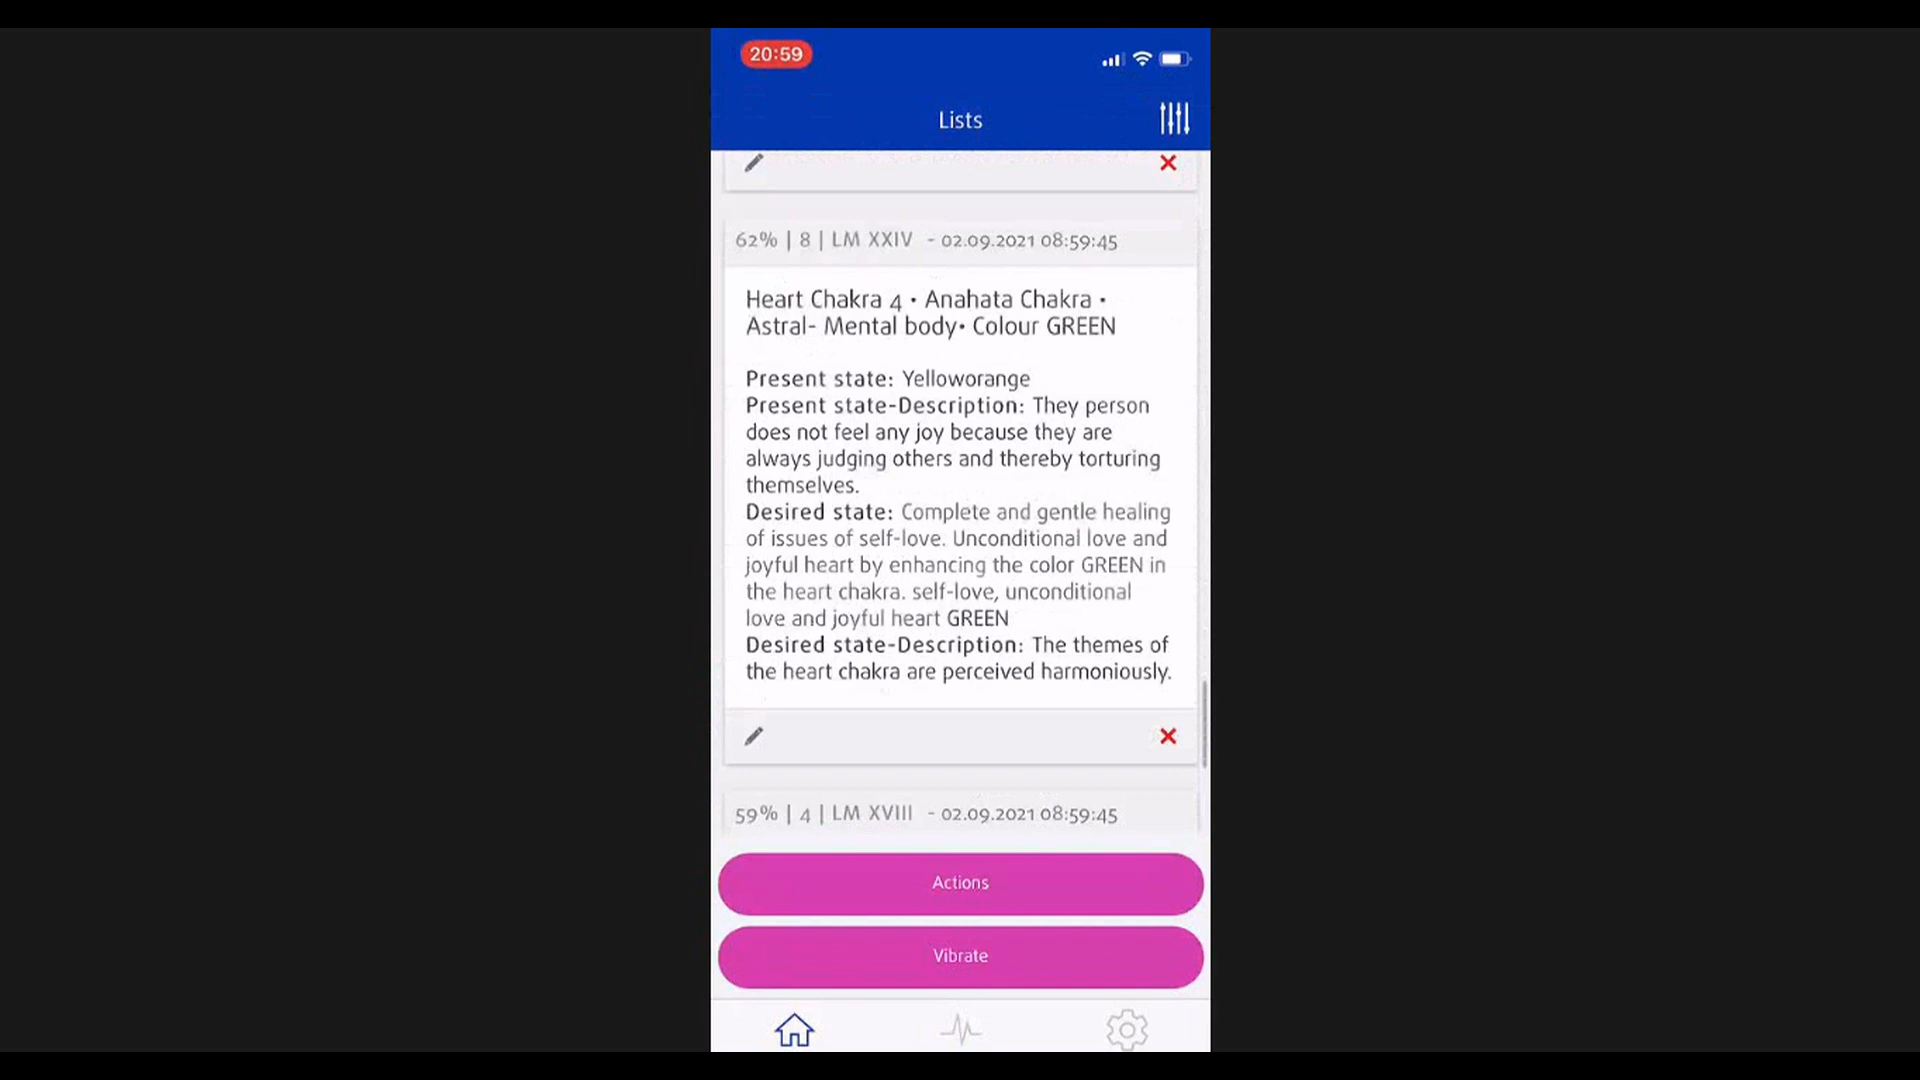 20:59
Lists
62% | 8 | LM XXIV - 02.09.2021 08:59:45
Heart Chakra 4 • Anahata Chakra •
Astral- Mental body• Colour GREEN
Present state: Yelloworange
Present state-Description: They person
does not feel any joy because they are
always judging others and thereby torturing
themselves.
Desired state: Complete and gentle healing
of issues of self-love. Unconditional love and
joyful heart by enhancing the color GREEN in
the heart chakra. self-love, unconditional
love and joyful heart GREEN
Desired state-Description: The themes of
the heart chakra are perceived harmoniously.
59% | 4 | LM XVIII - 02.09.2021 08:59:45
Actions
Vibrate